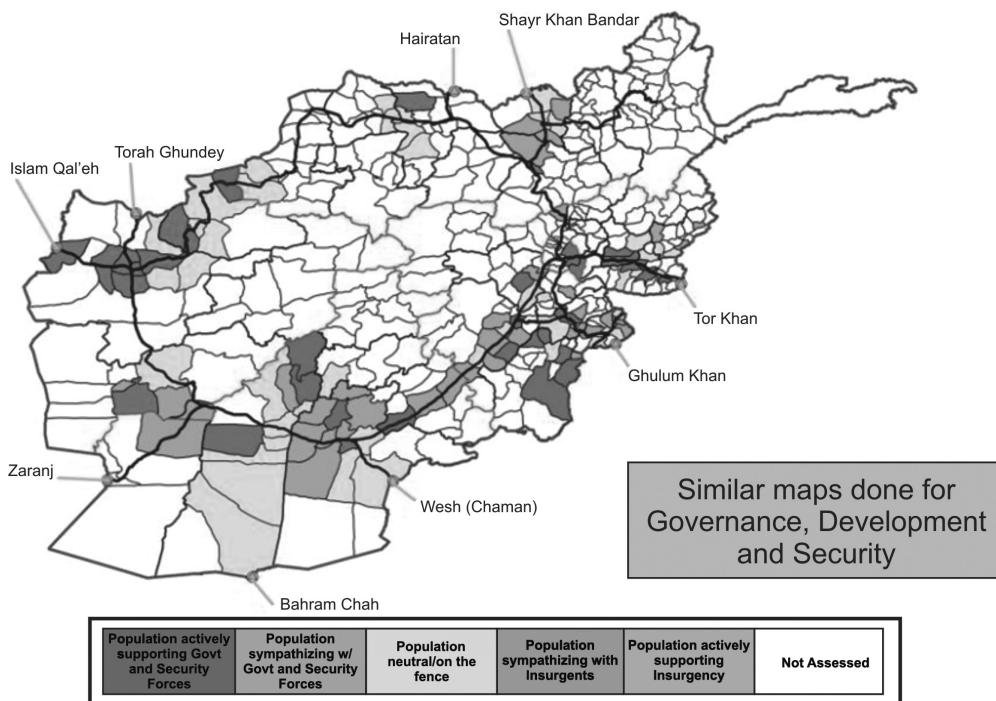 Shayr Khan Bandar
Hairatan
Torah Ghundey
Islam Qal'eh
Tor Khan
Ghulum Khan
Zaranj
Wesh (Chaman)
Bahram Chah
Similar maps done for
Governance, Development
and Security
Population actively
supporting Govt
and Security
Forces
Population
sympathizing w/
Govt and Security
Forces
Population
neutral/on the
fence
Population
sympathizing with
Insurgents
Population actively
supporting
Insurgency
Not Assessed